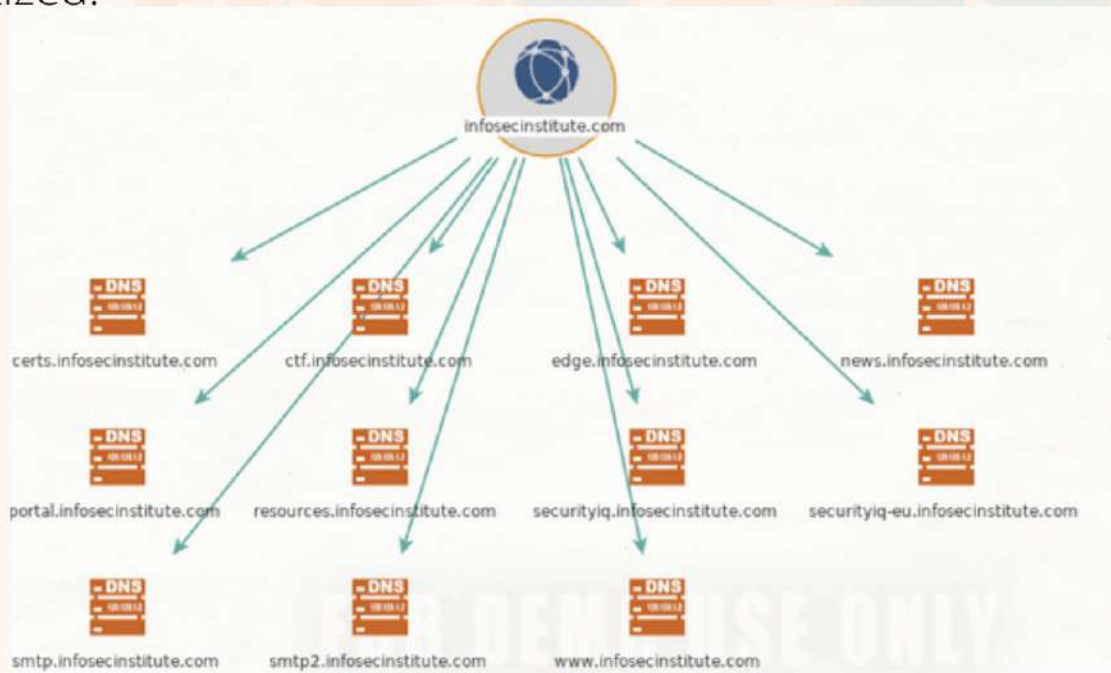 infosecinstitute.com
DNS
DNS
DNS
DNS
certs.infosecinstitute.com
ctf.infosecinstitute.com
edge.infosecinstitute.com
news.infosecinstitute.com
DNS
DNS
DNS
DNS
portal.infosecinstitute.com
resources.infosecinstitute.com
securityiq.infosecinstitute.com
securityiq-eu.infosecinstitute.com
DNS
DNS
DNS
smtp.infosecinstitute.com
smtp2.infosecinstitute.com
www.infosecinstitute.com
USE ONLY